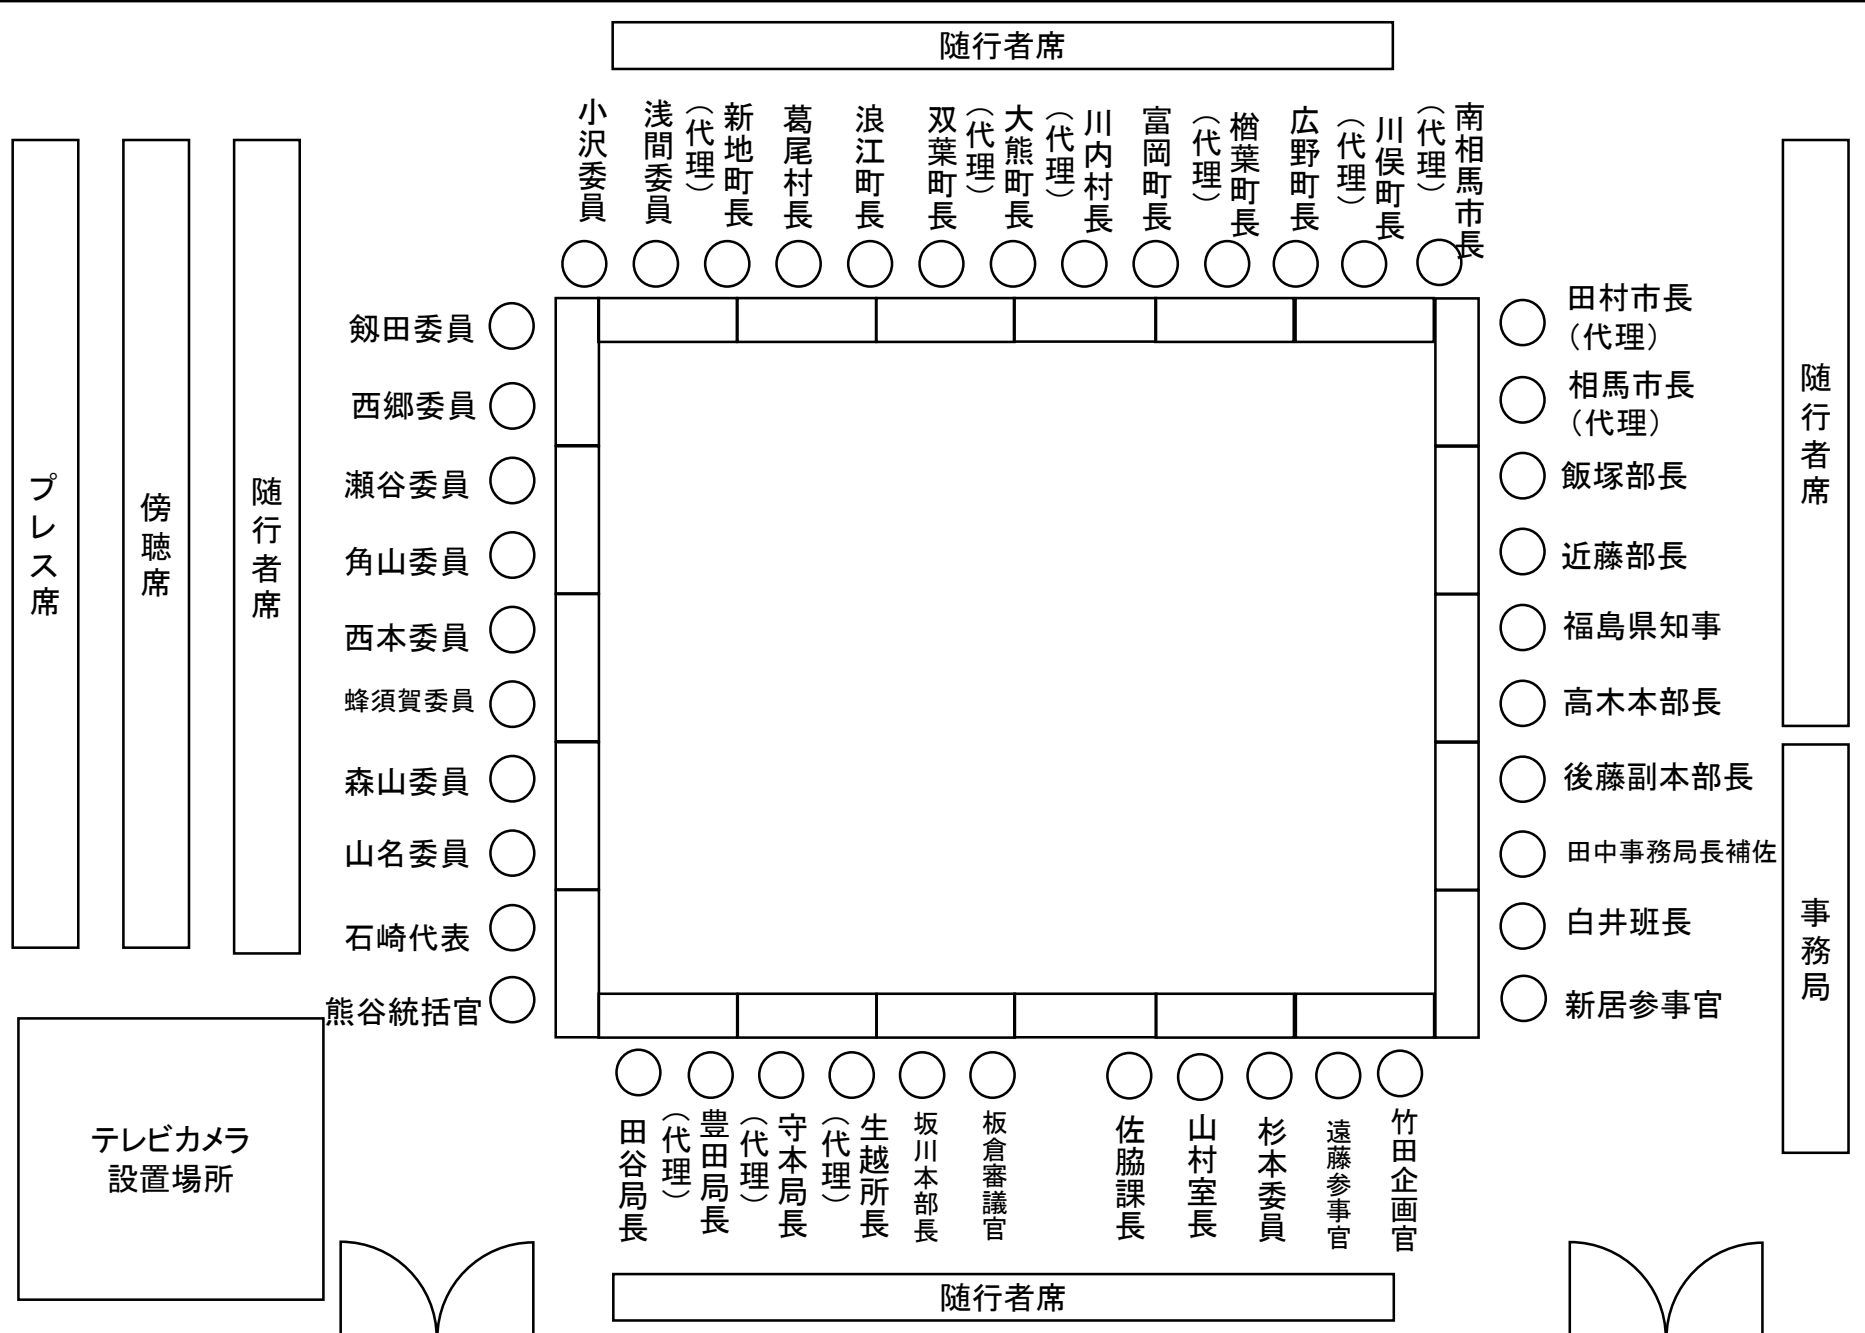 随行者席
小沢委員
浅間委員
新地町長
（代理）
葛尾村長
浪江町長
双葉町長
大熊町長
（代理）
川内村長
（代理）
富岡町長
楢葉町長
（代理）
広野町長
川俣町長
（代理）
南相馬市長
（代理）
プレス席
傍聴席
随行者席
剱田委員
西郷委員
瀬谷委員
角山委員
西本委員
蜂須賀委員
森山委員
山名委員
石崎代表
熊谷統括官
田村市長
（代理）
相馬市長
（代理）
飯塚部長
近藤部長
福島県知事
高木本部長
後藤副本部長
田中事務局長補佐
白井班長
新居参事官
随行者席
事務局
テレビカメラ
設置場所
田谷局長
豊田局長
（代理）
守本局長
（代理）
生越所長
（代理）
坂川本部長
板倉審議官
佐脇課長
山村室長
杉本委員
遠藤参事官
竹田企画官
随行者席